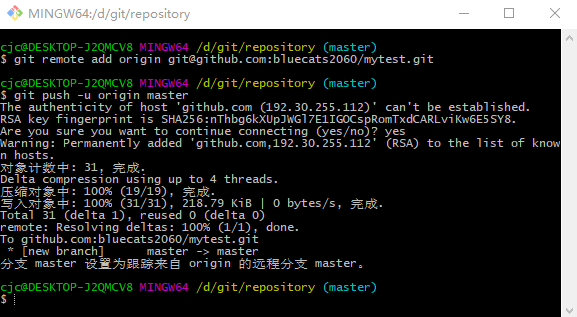 MINGW64:/d/git/repository
cjc@DESKTOP-J2QMCV8 MINGW64 /d/git/repository (master)
$ git remote add origin git@github.com:bluecats2060/mytest.git
cjc@DESKTOP-J2QMCV8 MINGW64 /d/git/repository (master)
$ git push -u origin master
The authenticity of host 'github.com (192.30.255.112)' can't be established.
RSA key fingerprint is SHA256:nThbg6kXUpJWGl7E1IGOCspRomTxdCARLviKw6E5SY8.
Are you sure you want to continue connecting (yes/no)? yes
Warning: Permanently added 'github.com,192.30.255.112' (RSA) to the list of know
n hosts.
对象计数中: 31, 完成.
Delta compression using up to 4 threads.
压缩对象中: 100% (19/19), 完成.
写入对象中: 100% (31/31), 218.79 KiB | 0 bytes/s, 完成.
Total 31 (delta 1), reused 0 (delta 0)
remote: Resolving deltas: 100% (1/1), done.
To github.com:bluecats2060/mytest.git
 * [new branch]      master -> master
分支 master 设置为跟踪来自 origin 的远程分支 master。
cjc@DESKTOP-J2QMCV8 MINGW64 /d/git/repository (master)
$